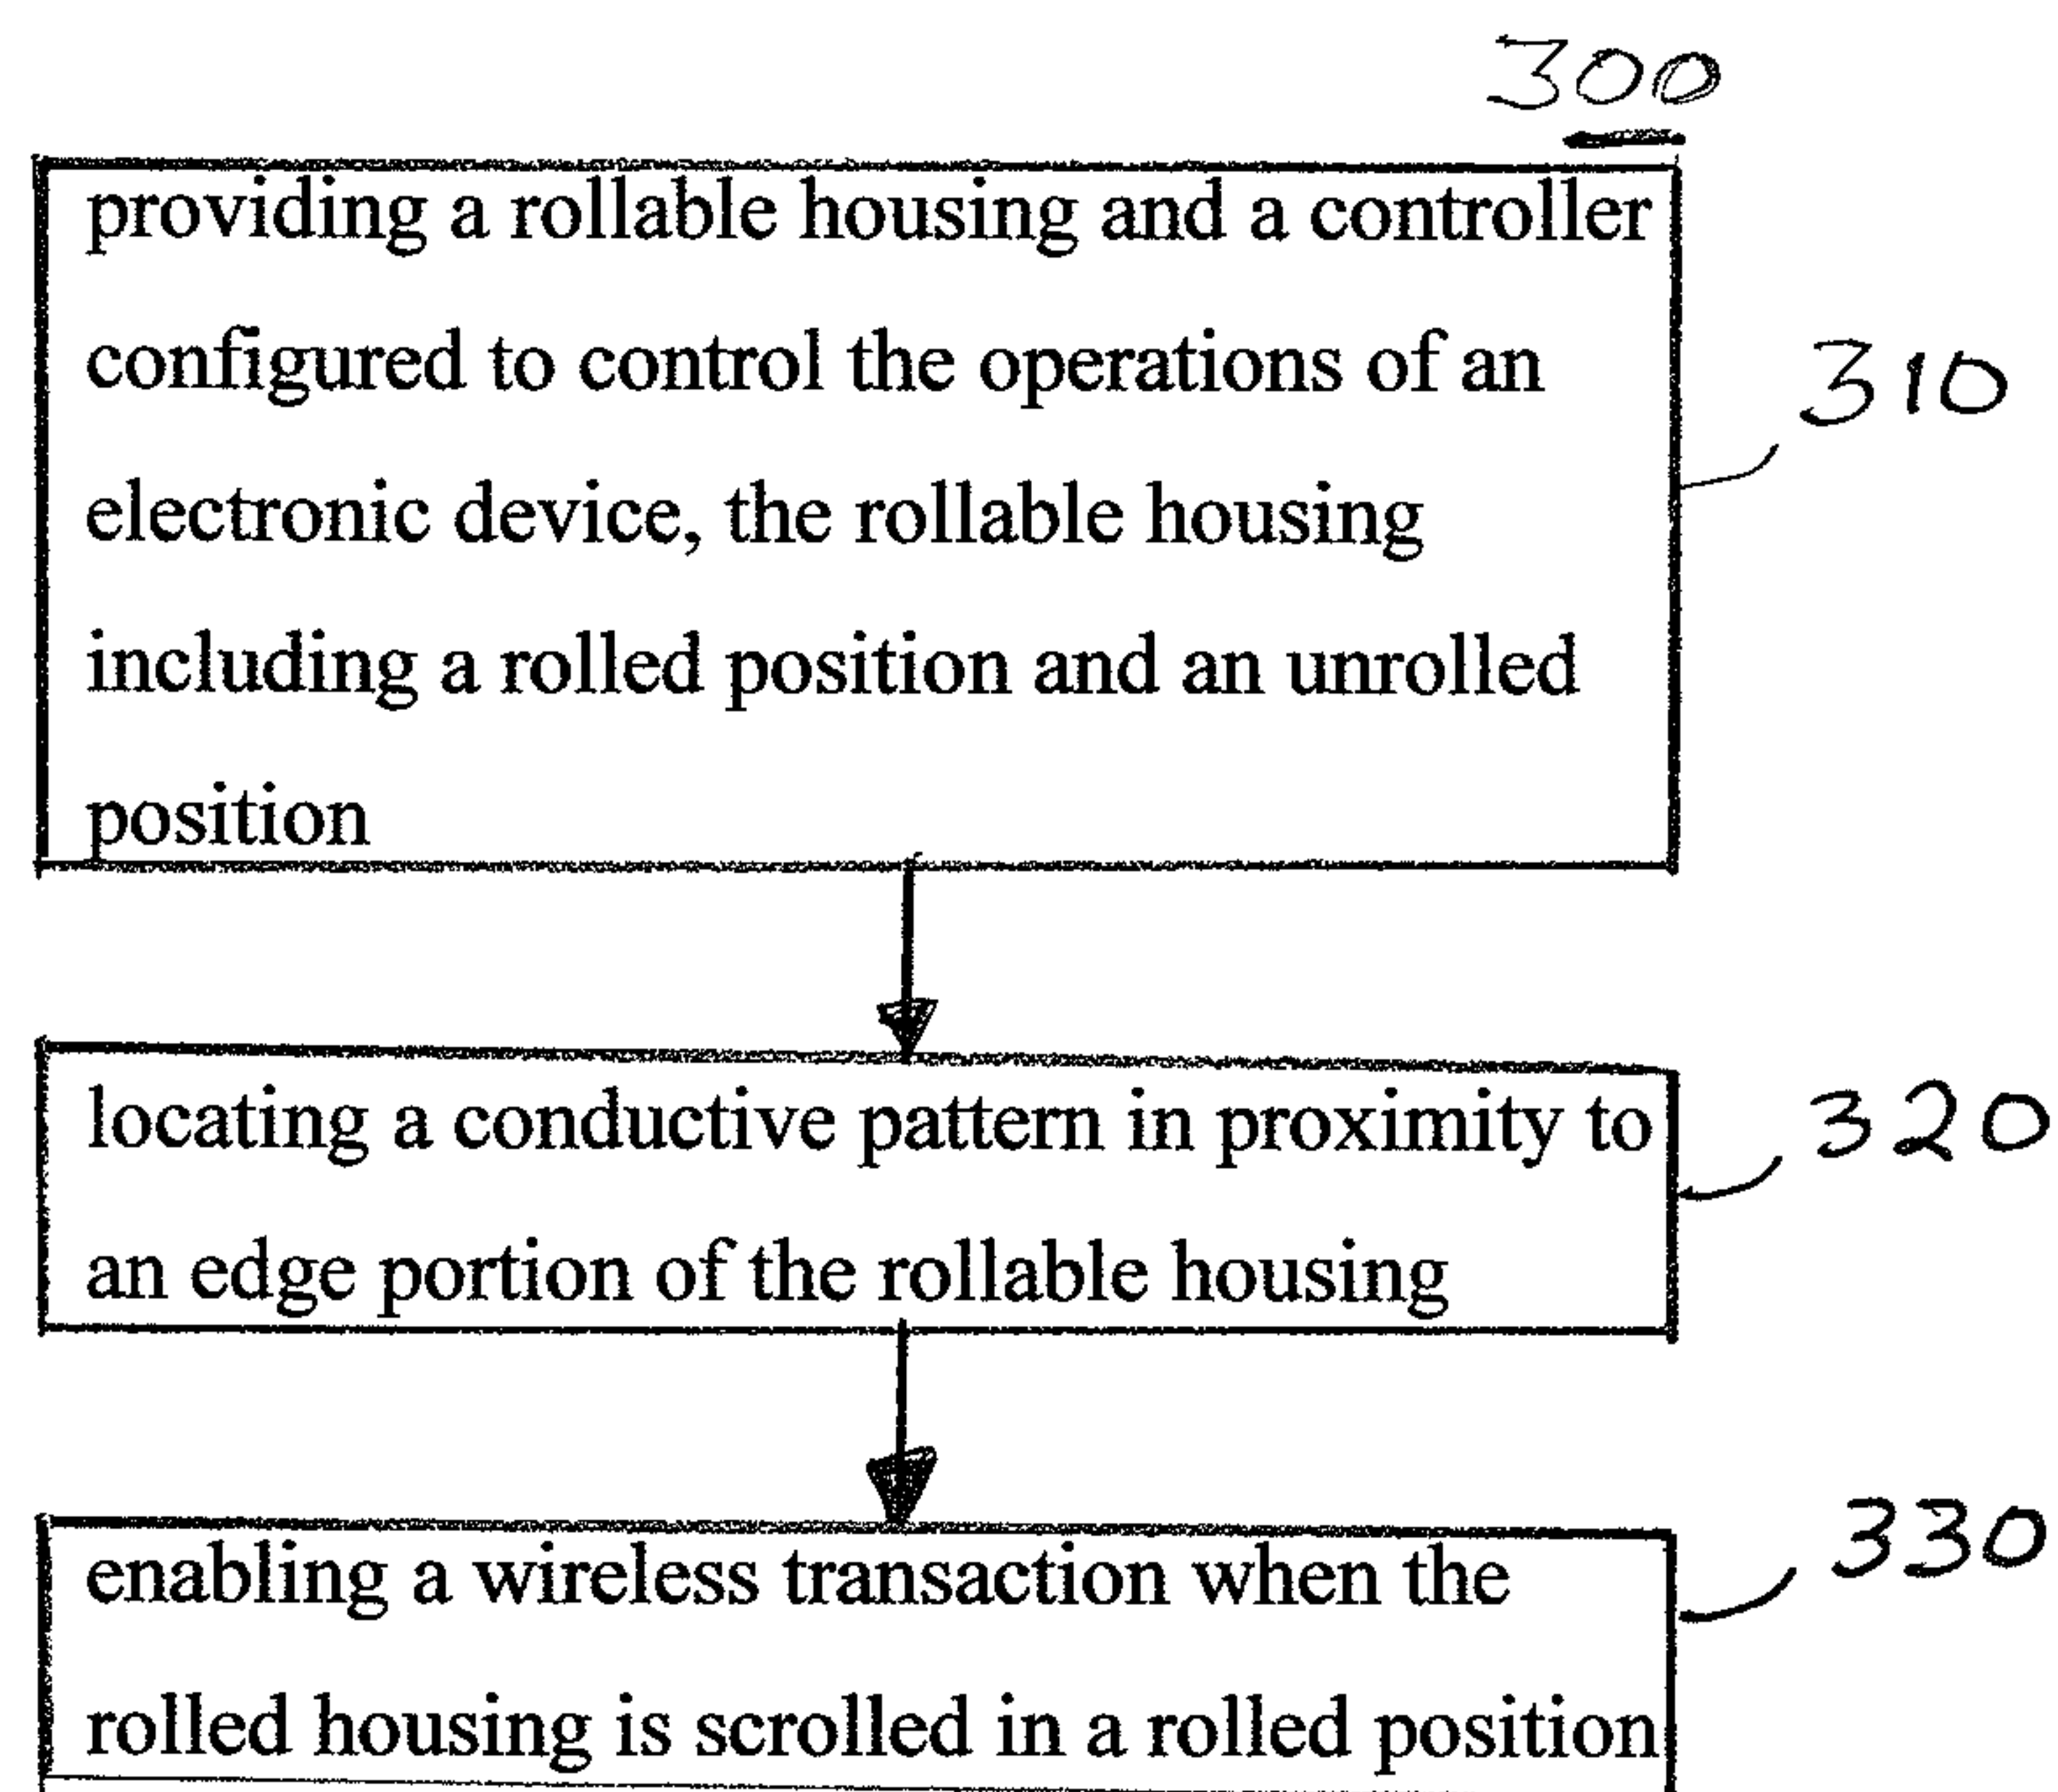 300
providing a rollable housing and a controller
configured to control the operations of an
electronic device, the rollable housing
including a rolled position and an unrolled
position
310
locating a conductive pattern in proximity to
an edge portion of the rollable housing
320
enabling a wireless transaction when the
rolled housing is scrolled in a rolled position
330